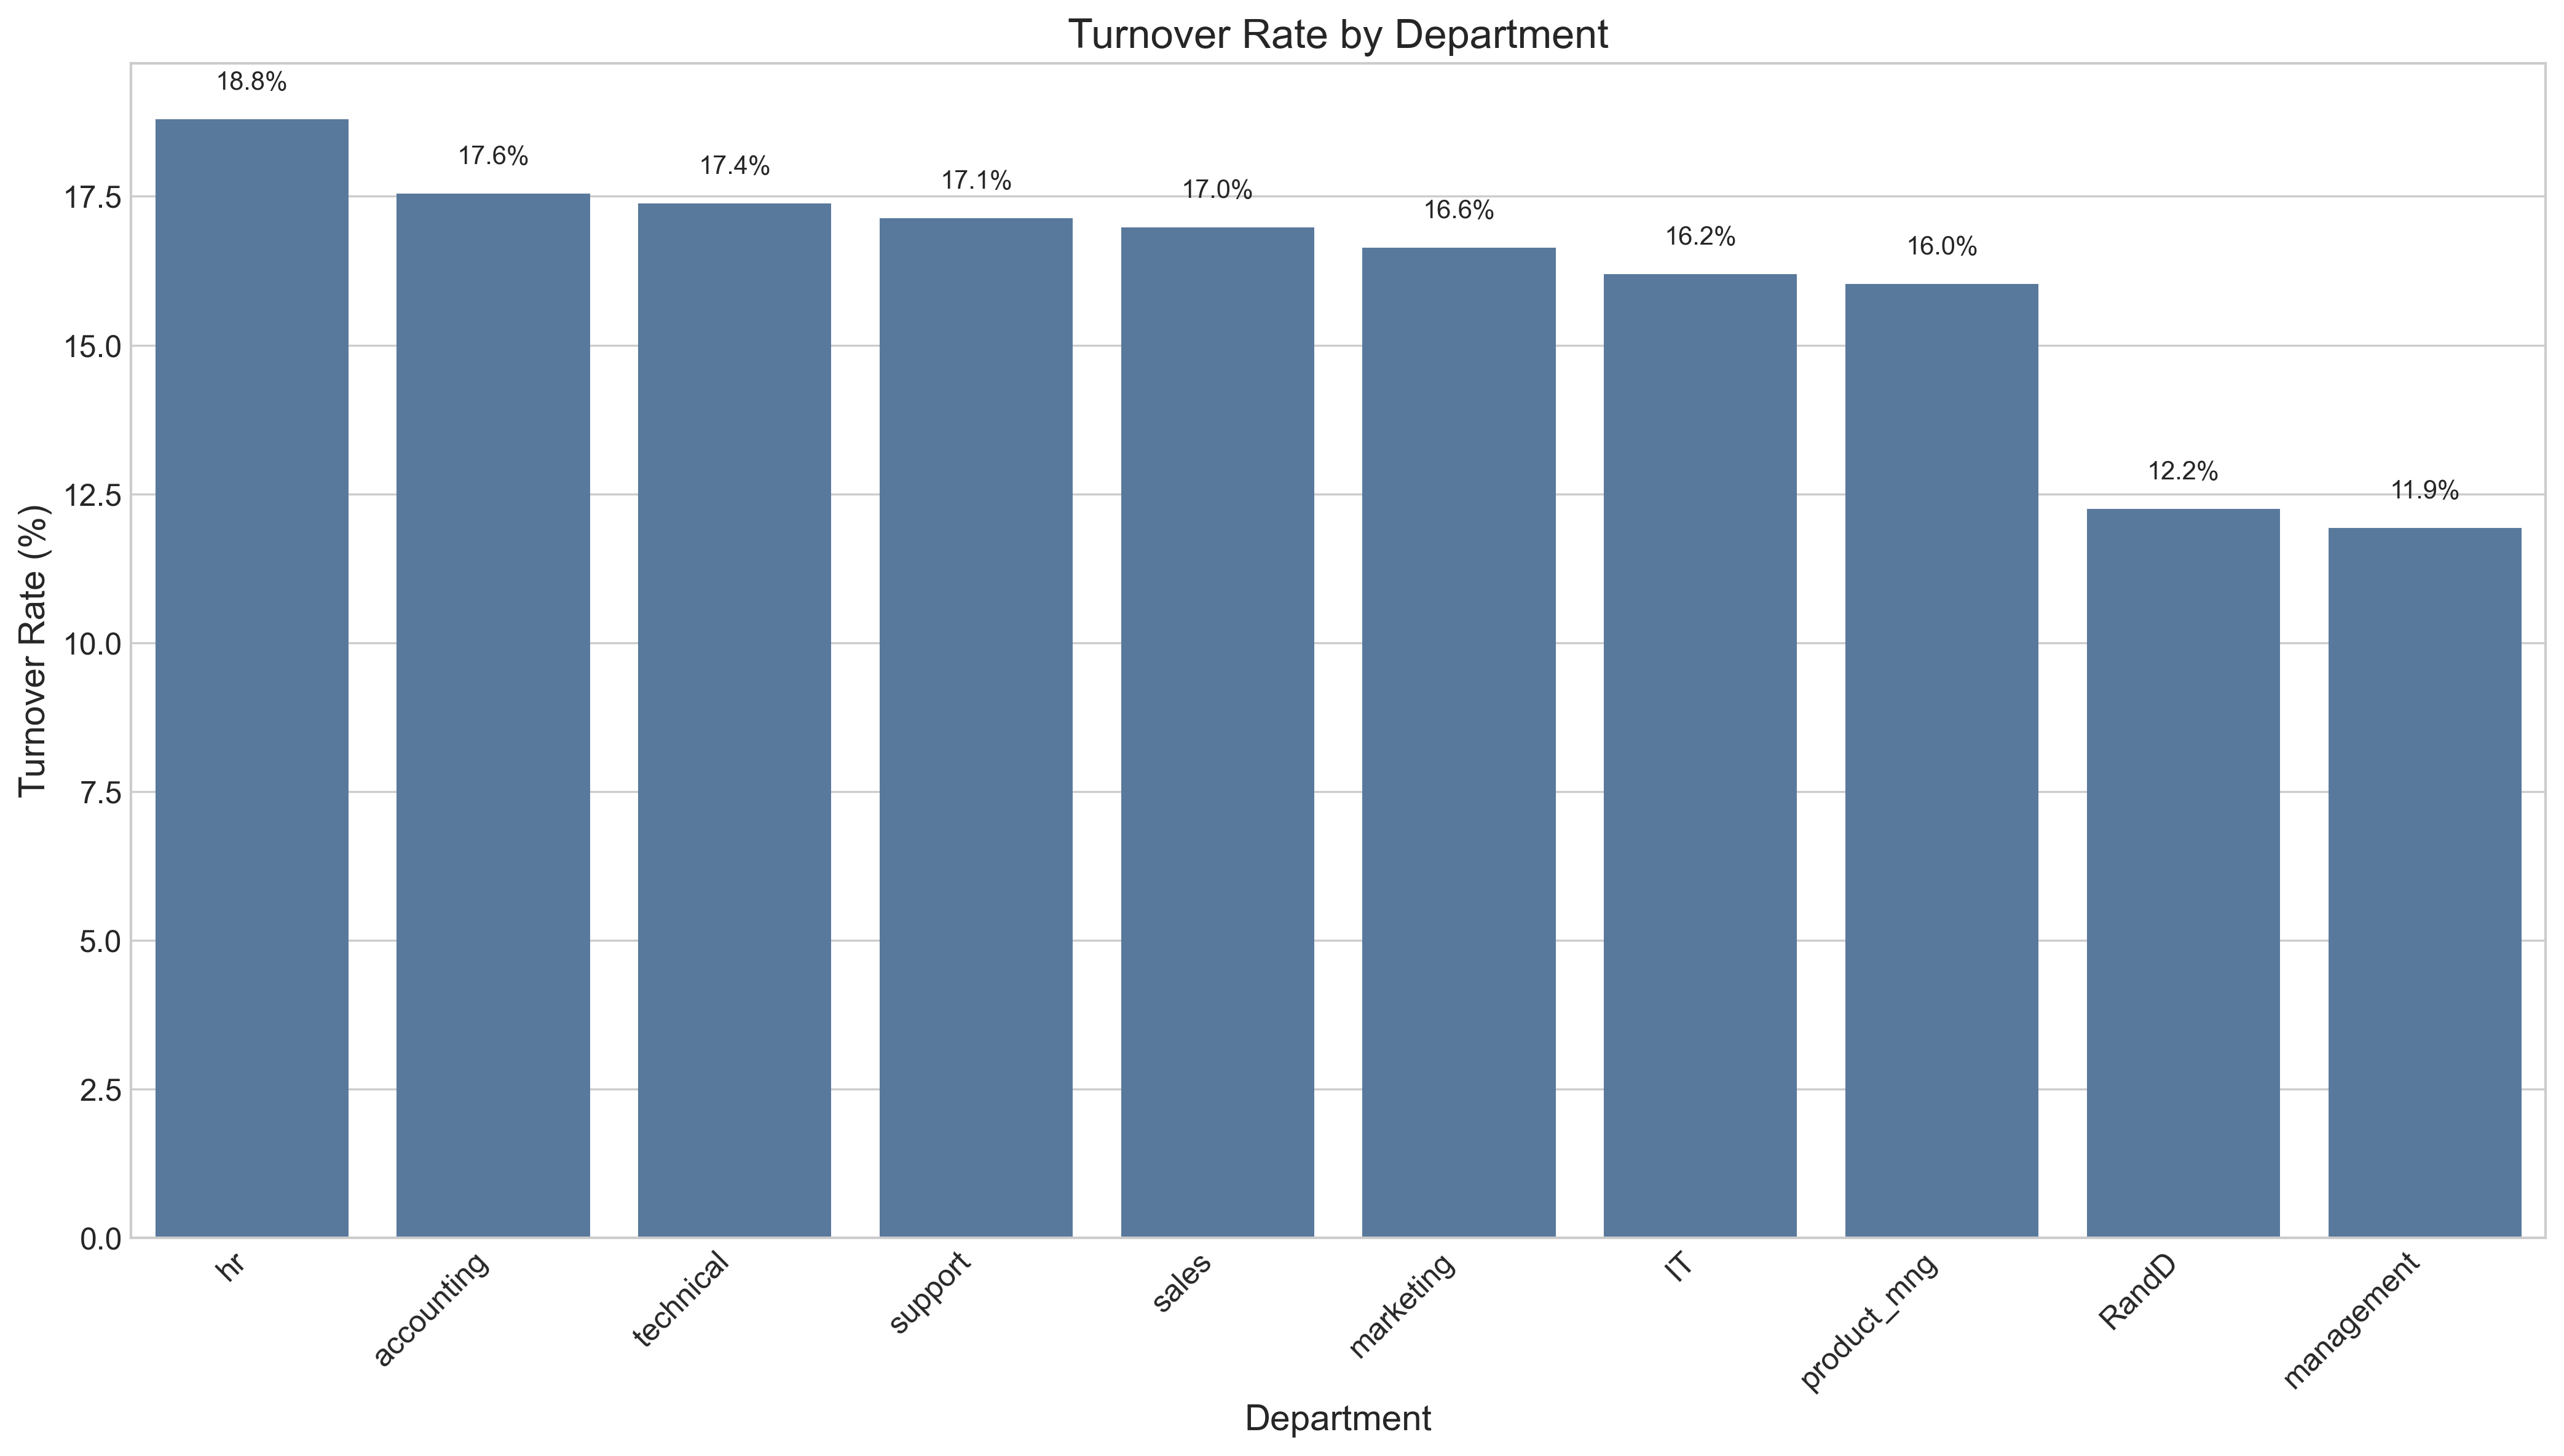 Turnover Rate by Department
18.8%
17.6%
17.4%
17.1%
17.0%
16.6%
16.2%
16.0%
12.2%
11.9%
17.5
15.0
12.5
10.0
7.5
5.0
2.5
0.0
Turnover Rate (%)
hr
accounting
technical
support
sales
marketing
IT
product_mng
RandD
management
Department